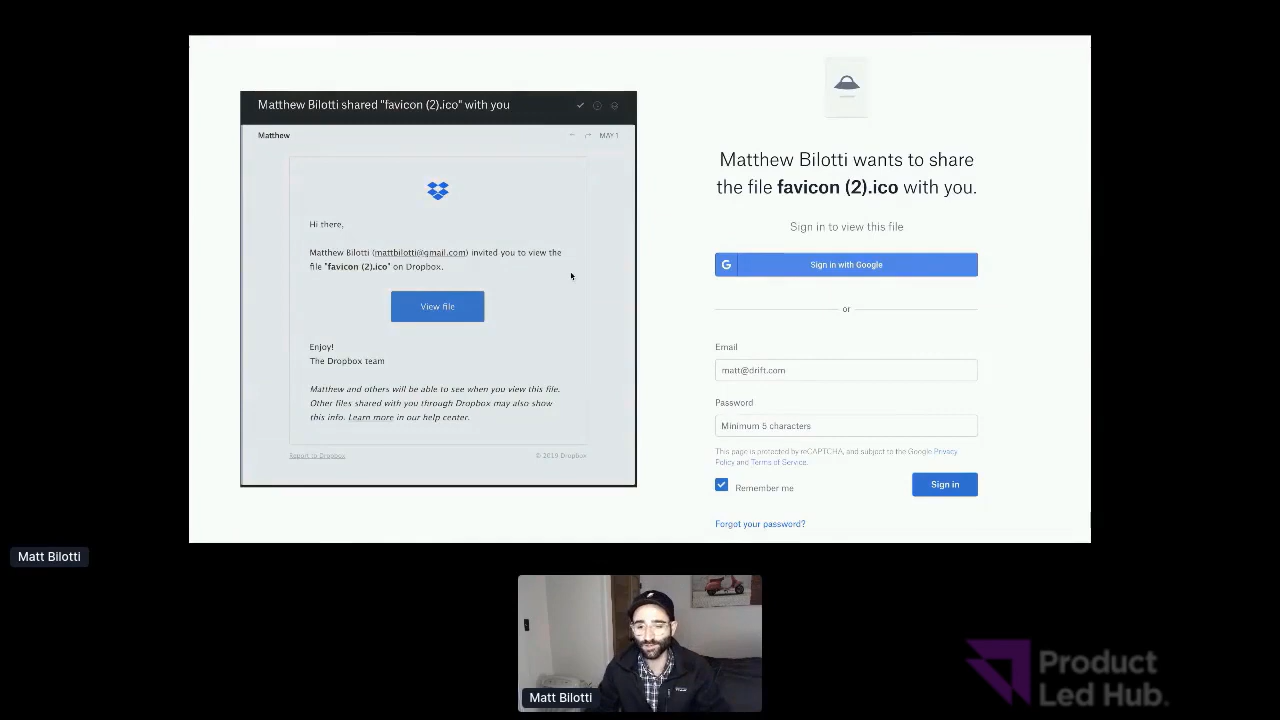 Matthew Bilotti shared "favicon (2).ico" with you
Matthew
MAY 1
Hi there,
Matthew Bilotti (mattbilotti@gmail.com) invited you to view the
file "favicon (2).ico" on Dropbox.
View file
Enjoy!
The Dropbox team
Matthew and others will be able to see when you view this file.
Other files shared with you through Dropbox may also show
this info. Learn more in our help center.
Report to Dropbox
© 2019 Dropbox
Matthew Bilotti wants to share
the file favicon (2).ico with you.
Sign in to view this file
G
Sign in with Google
or
Email
matt@drift.com
Password
Minimum 5 characters
This page is protected by reCAPTCHA, and subject to the Google Privacy
Policy and Terms of Service.
Remember me
Sign in
Forgot your password?
Matt Bilotti
Matt Bilotti
Product
Led Hub.